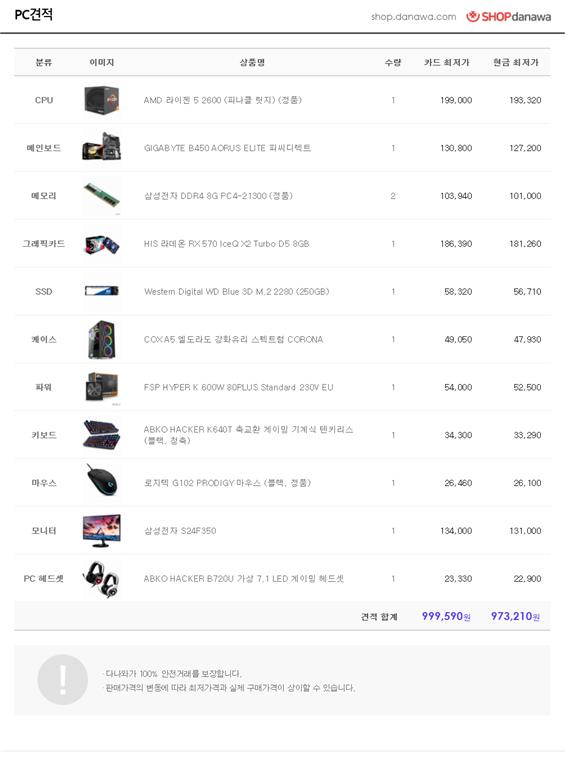 PC견적
shop.danawa.com SHOPdanawa
분류 이미지 상품명 수량 카드 최저가 현금 최저가
CPU AMD 라이젠 5 2600 (피나클 릿지) (정품) 1 199,000 193,320
메인보드 GIGABYTE B450 AORUS ELITE 피씨디렉트 1 130,800 127,200
메모리 삼성전자 DDR4 8G PC4-21300 (정품) 2 103,940 101,000
그래픽카드 HIS 라데온 RX 570 IceQ X2 Turbo D5 8GB 1 186,390 181,260
SSD Western Digital WD Blue 3D M.2 2280 (250GB) 1 58,320 56,710
케이스 COX A5 엘도라도 강화유리 스펙트럼 CORONA 1 49,050 47,930
파워 FSP HYPER K 600W 80PLUS Standard 230V EU 1 54,000 52,500
키보드 ABKO HACKER K640T 축교환 게이밍 기계식 텐키리스
(블랙, 청축) 1 34,300 33,290
마우스 로지텍 G102 PRODIGY 마우스 (블랙, 정품) 1 26,460 26,100
모니터 삼성전자 S24F350 1 134,000 131,000
PC 헤드셋 ABKO HACKER B720U 가상 7.1 LED 게이밍 헤드셋 1 23,330 22,900
견적 합계 999,590원 973,210원
· 다나와가 100% 안전거래를 보장합니다.
· 판매가격의 변동에 따라 최저가격과 실제 구매가격이 상이할 수 있습니다.